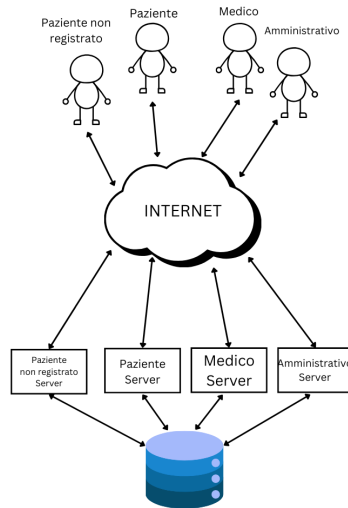 Paziente non
registrato
Paziente
Medico
Amministrativo
INTERNET
Paziente
non registrato
Server
Paziente
Server
Medico
Server
Amministrativo
Server